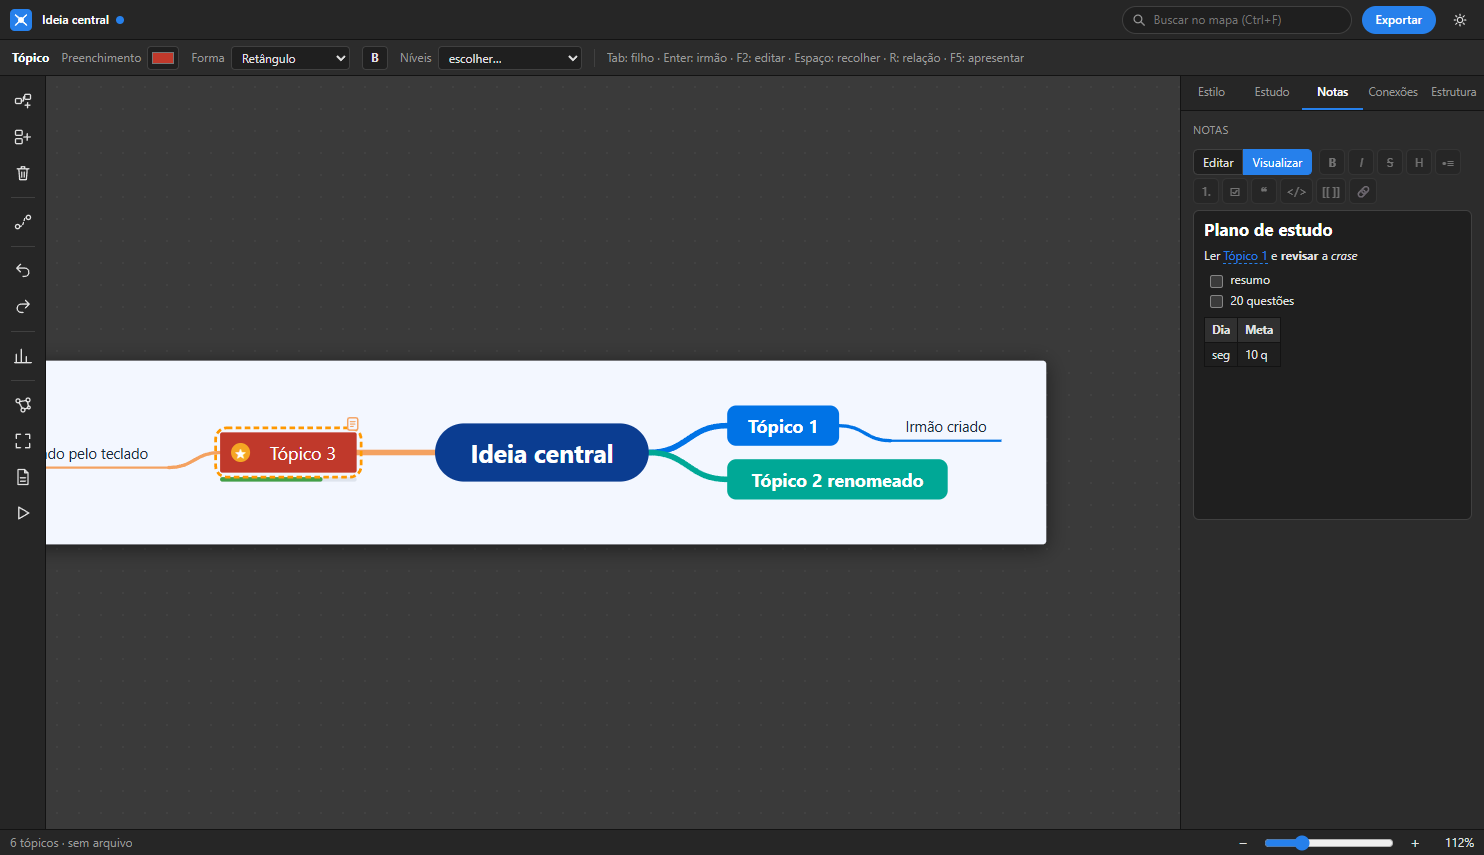 Ideia central
Buscar no mapa (Ctrl+F)
Exportar
Tópico
Preenchimento
Forma
Retângulo
B
Níveis
escolher...
Tab: filho · Enter: irmão · F2: editar · Espaço: recolher · R: relação · F5: apresentar
Estilo
Estudo
Notas
Conexões
Estrutura
NOTAS
Editar
Visualizar
B
I
S
H
1.
❝
</>
[[ ]]
Plano de estudo
Ler Tópico 1 e revisar a crase
resumo
20 questões
Dia Meta
seg 10 q
do pelo teclado
Tópico 3
Ideia central
Tópico 1
Irmão criado
Tópico 2 renomeado
6 tópicos · sem arquivo
−
+
112%